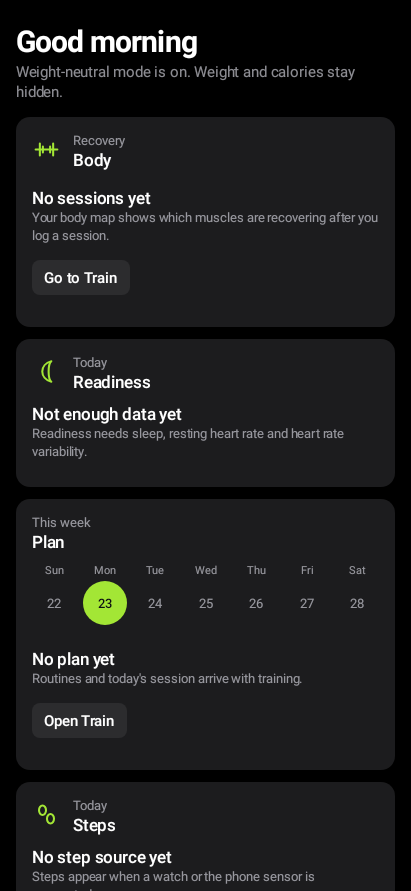 Good morning
Weight-neutral mode is on. Weight and calories stay
hidden.
Recovery
Body
No sessions yet
Your body map shows which muscles are recovering after you
log a session.
Go to Train
Today
Readiness
Not enough data yet
Readiness needs sleep, resting heart rate and heart rate
variability.
This week
Plan
Sun Mon Tue Wed Thu Fri Sat
22 23 24 25 26 27 28
No plan yet
Routines and today's session arrive with training.
Open Train
Today
Steps
No step source yet
Steps appear when a watch or the phone sensor is